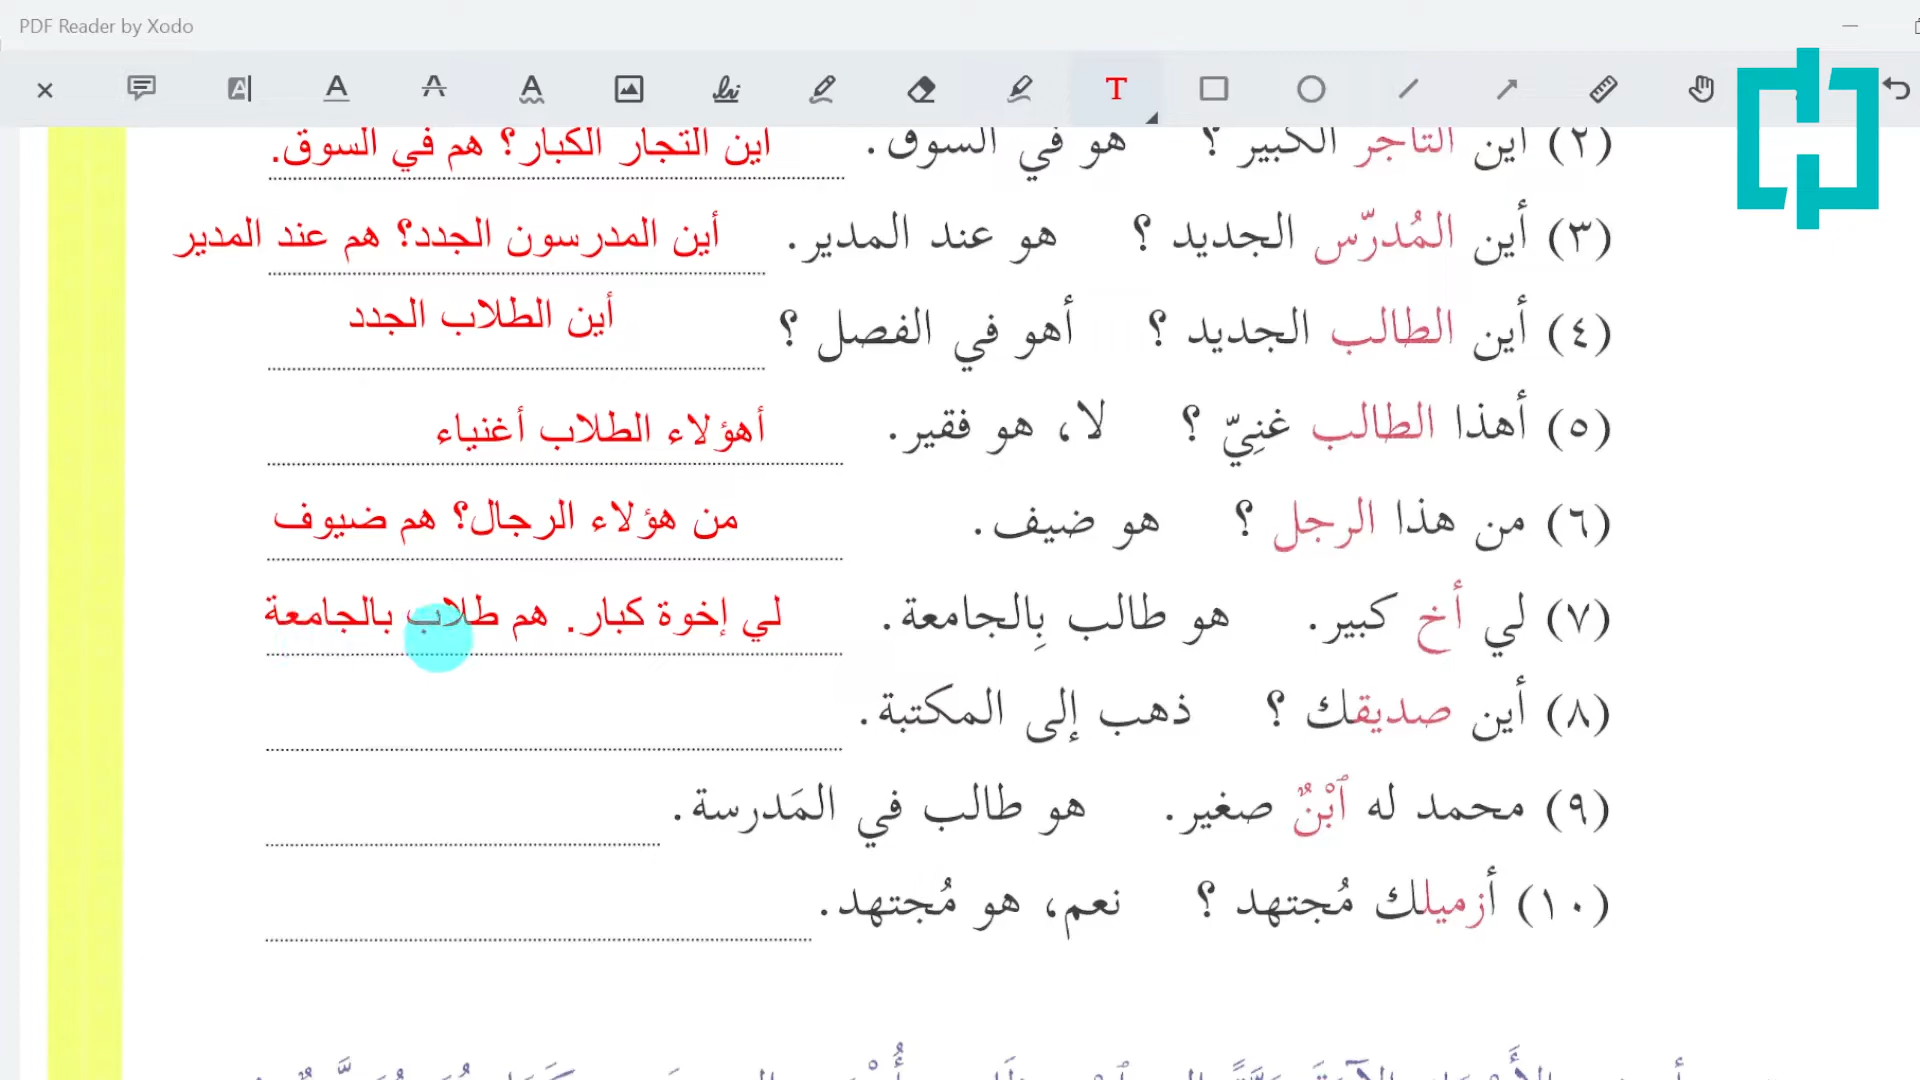 PDF Reader by Xodo
(٢) أين التاجر الكبير ؟ هو في السوق. اين التجار الكبار؟ هم في السوق.
(٣) أين المُدرّس الجديد ؟ هو عند المدير. أين المدرسون الجدد؟ هم عند المدير
(٤) أين الطالب الجديد ؟ أهو في الفصل ؟ أين الطلاب الجدد
(٥) أهذا الطالب غنِيّ ؟ لا، هو فقير. أهؤلاء الطلاب أغنياء
(٦) من هذا الرجل ؟ هو ضيف. من هؤلاء الرجال؟ هم ضيوف
(٧) لي أخ كبير. هو طالب بِالجامعة. لي إخوة كبار. هم طلاب بالجامعة
(٨) أين صديقك ؟ ذهب إلى المكتبة.
(٩) محمد له ٱبْنٌ صغير. هو طالب في المَدرسة.
(١٠) أزميلك مُجتهد ؟ نعم، هو مُجتهد.